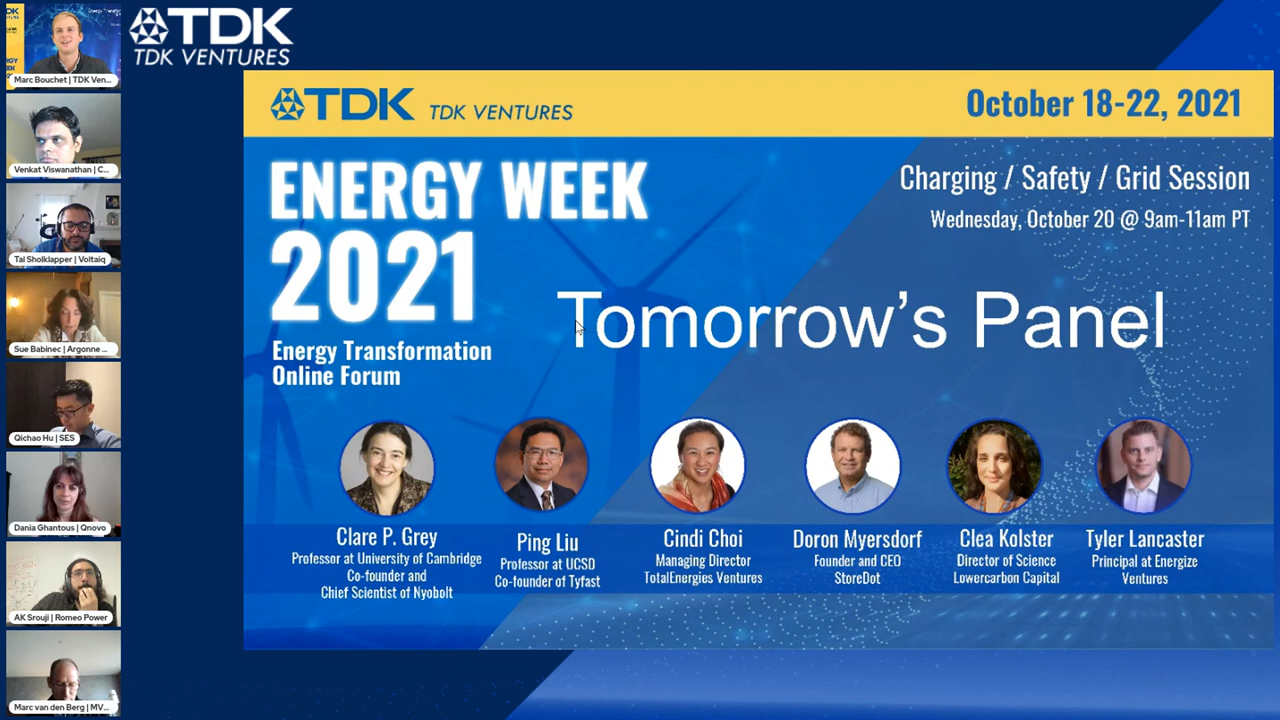 TDK
TDK VENTURES
Marc Bouchet | TDK Ven...
Venkat Viswanathan | C...
Tal Sholklapper | Voltaiq
Sue Babinec | Argonne ...
Qichao Hu | SES
Dania Ghantous | Qnovo
AK Srouji | Romeo Power
Marc van den Berg | MV...
TDK TDK VENTURES
October 18-22, 2021
ENERGY WEEK
2021
Energy Transformation
Online Forum
Charging / Safety / Grid Session
Wednesday, October 20 @ 9am-11am PT
Tomorrow's Panel
Clare P. Grey
Professor at University of Cambridge
Co-founder and
Chief Scientist of Nyobolt
Ping Liu
Professor at UCSD
Co-founder of Tyfast
Cindi Choi
Managing Director
TotalEnergies Ventures
Doron Myersdorf
Founder and CEO
StoreDot
Clea Kolster
Director of Science
Lowercarbon Capital
Tyler Lancaster
Principal at Energize
Ventures